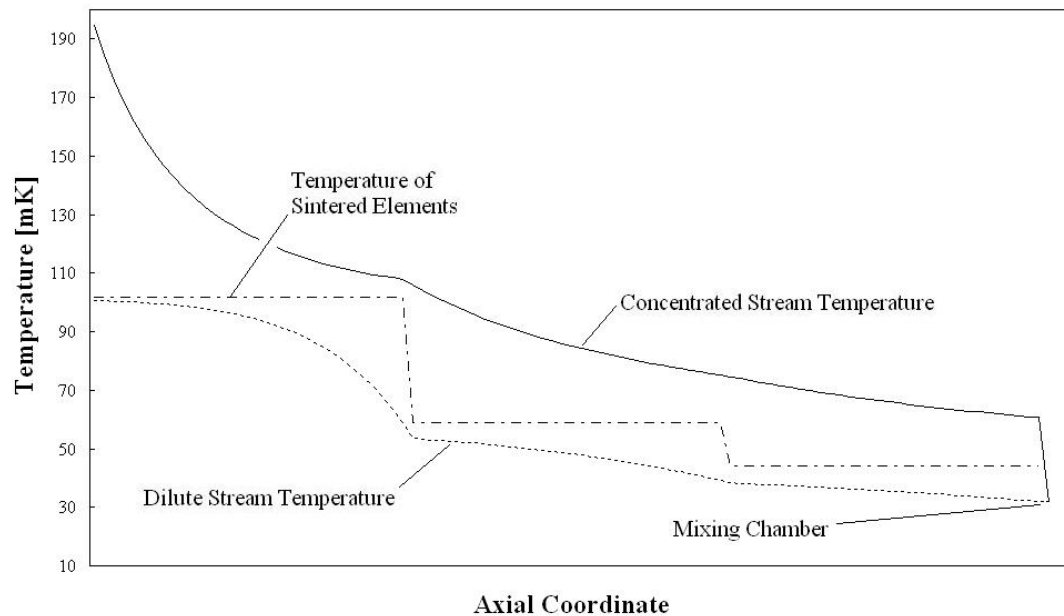 190
170
150
130
110
90
70
50
30
10
Temperature [mK]
Temperature of
Sintered Elements
Concentrated Stream Temperature
Dilute Stream Temperature
Mixing Chamber
Axial Coordinate